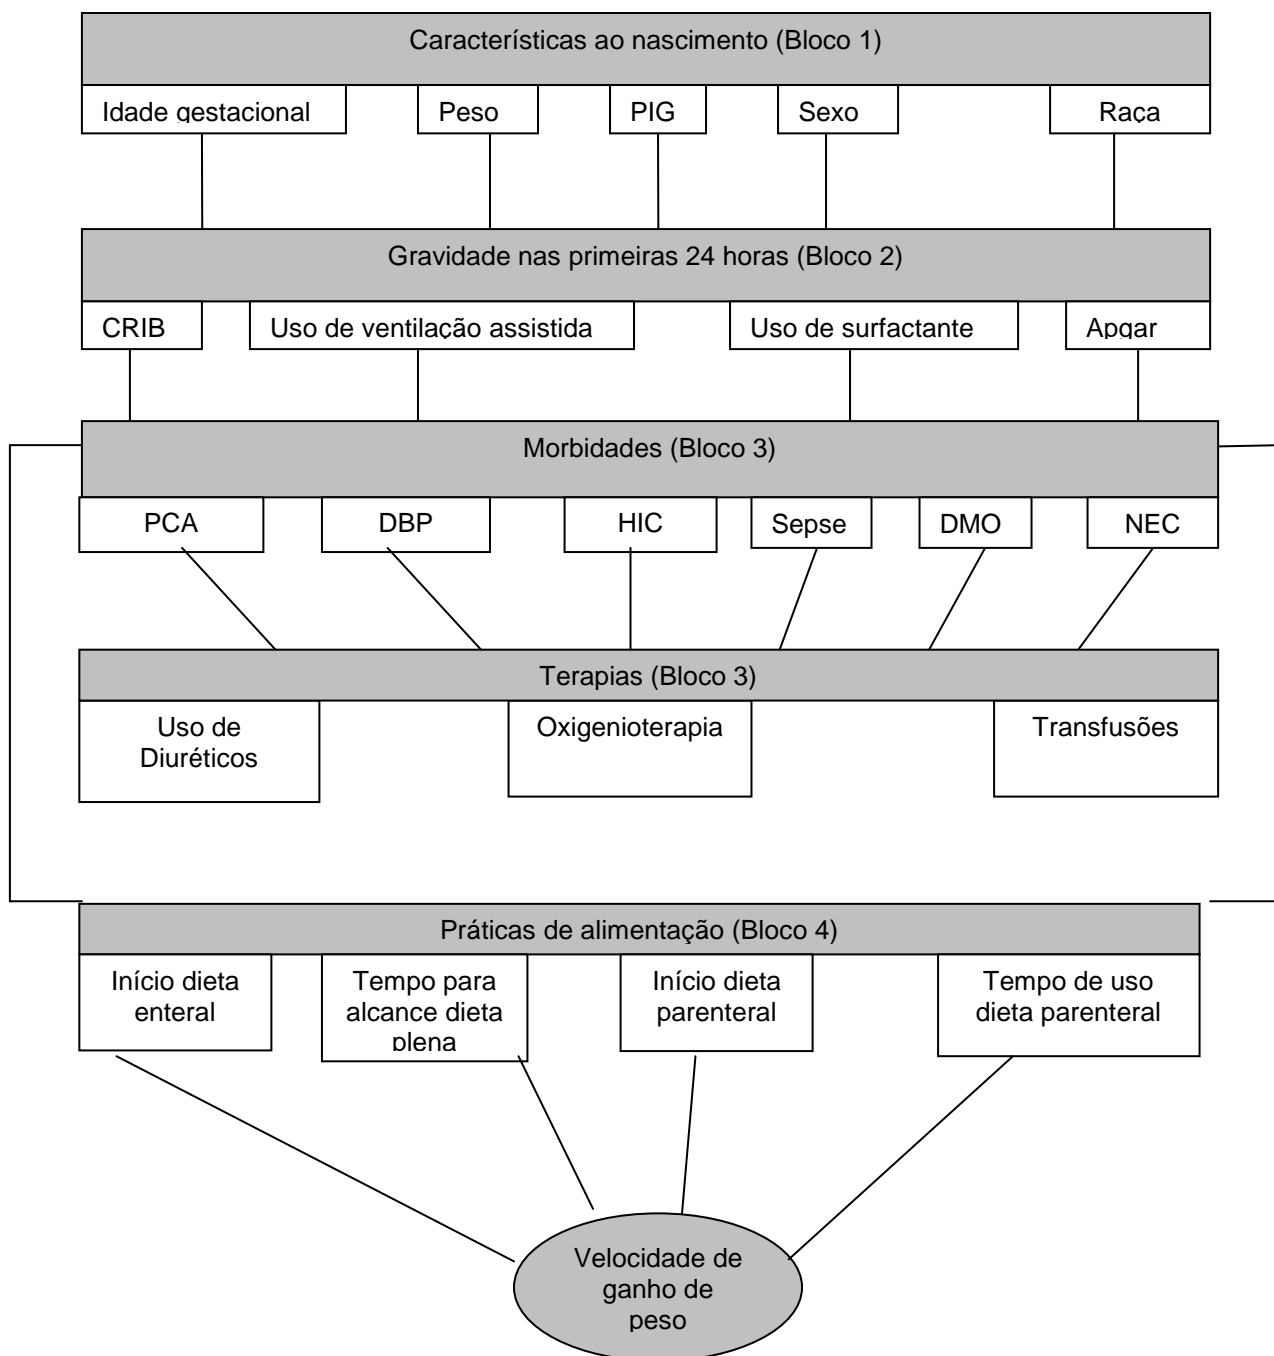 Características ao nascimento (Bloco 1)
Idade gestacional
Peso
PIG
Sexo
Raça
Gravidade nas primeiras 24 horas (Bloco 2)
CRIB
Uso de ventilação assistida
Uso de surfactante
Apgar
Morbidades (Bloco 3)
PCA
DBP
HIC
Sepse
DMO
NEC
Terapias (Bloco 3)
Uso de
Diuréticos
Oxigenioterapia
Transfusões
Práticas de alimentação (Bloco 4)
Início dieta
enteral
Tempo para
alcance dieta
plena
Início dieta
parenteral
Tempo de uso
dieta parenteral
Velocidade de
ganho de
peso